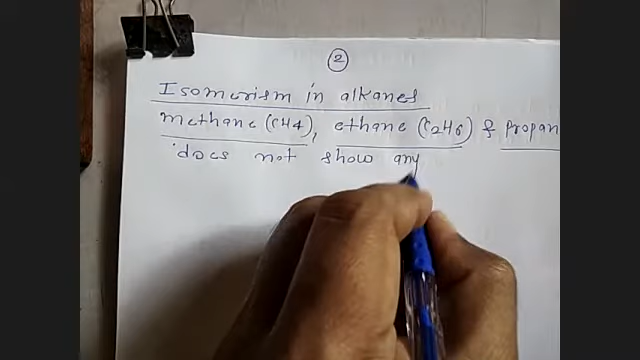 2
Isomerism in alkanes
methane (CH4), ethane (C2H6) & Propan
does not show any